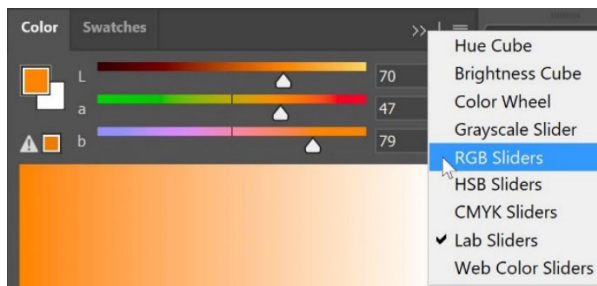 Color Swatches
L 70
a 47
b 79
Hue Cube
Brightness Cube
Color Wheel
Grayscale Slider
RGB Sliders
HSB Sliders
CMYK Sliders
Lab Sliders
Web Color Sliders